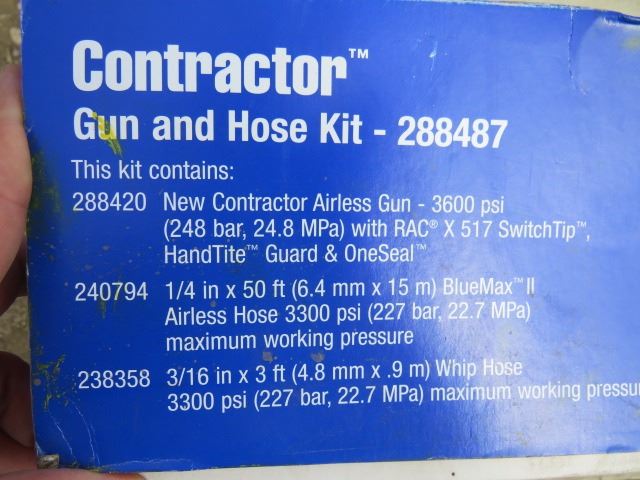 Contractor™
Gun and Hose Kit - 288487
This kit contains:
288420 New Contractor Airless Gun - 3600 psi
(248 bar, 24.8 MPa) with RAC® X 517 SwitchTip™,
HandTite™ Guard & OneSeal™
240794 1/4 in x 50 ft (6.4 mm x 15 m) BlueMax™ II
Airless Hose 3300 psi (227 bar, 22.7 MPa)
maximum working pressure
238358 3/16 in x 3 ft (4.8 mm x .9 m) Whip Hose
3300 psi (227 bar, 22.7 MPa) maximum working pressu